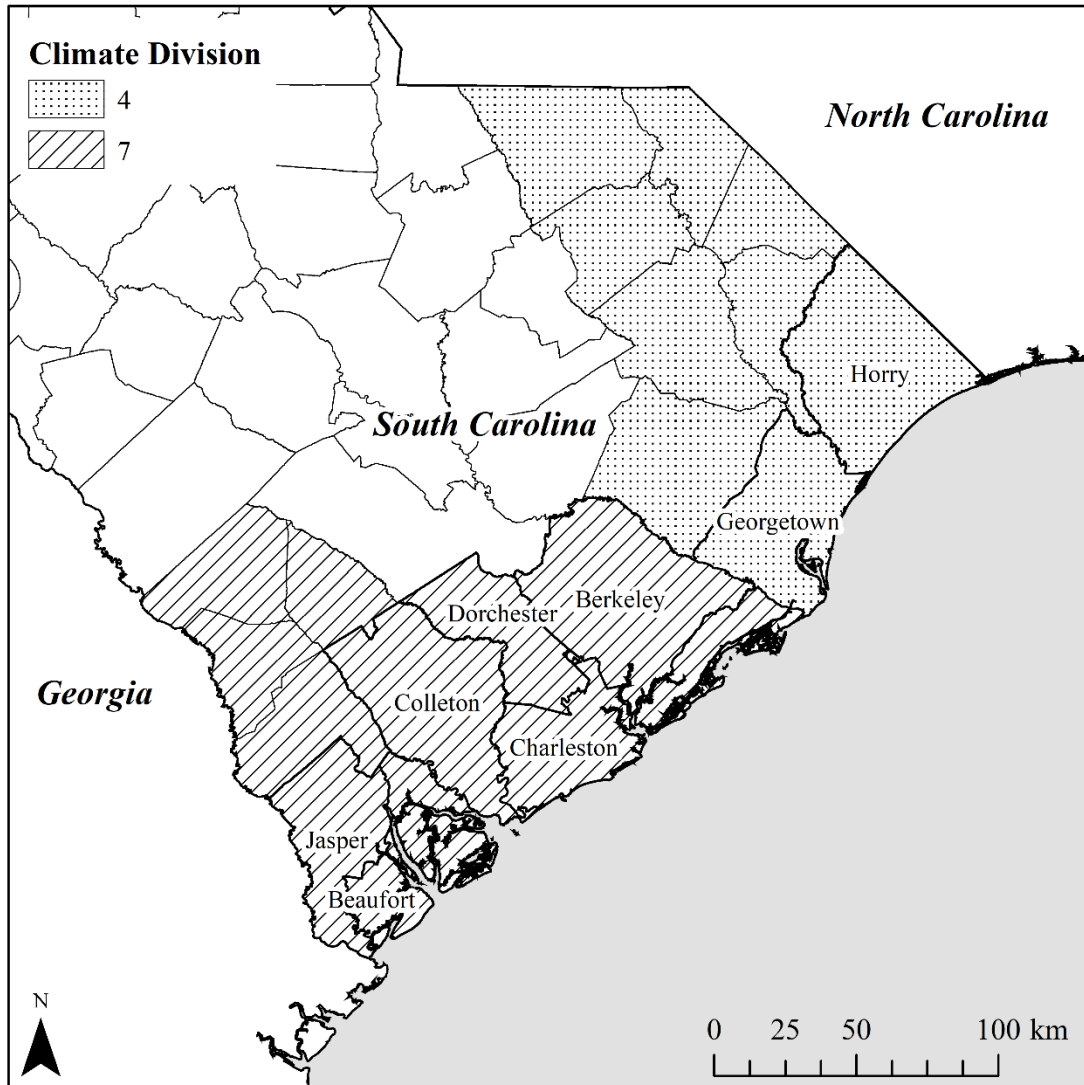 Climate Division
4
7
North Carolina
Horry
South Carolina
Georgetown
Berkeley
Dorchester
Georgia
Colleton
Charleston
Jasper
Beaufort
N
0 25 50 100 km